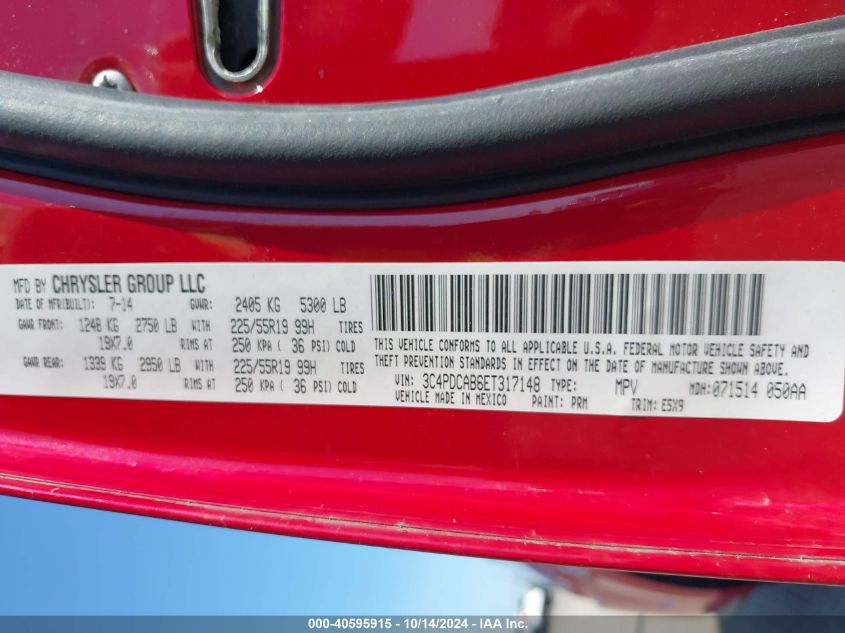 MFD BY CHRYSLER GROUP LLC
DATE OF MFR(BUILT): 7-14 GVWR: 2405 KG 5300 LB
GAWR FRONT: 1248 KG 2750 LB WITH 225/55R19 99H TIRES
19X7.0 RIMS AT 250 KPA ( 36 PSI) COLD
GAWR REAR: 1339 KG 2950 LB WITH 225/55R19 99H TIRES
19X7.0 RIMS AT 250 KPA ( 36 PSI) COLD
THIS VEHICLE CONFORMS TO ALL APPLICABLE U.S.A. FEDERAL MOTOR VEHICLE SAFETY AND
THEFT PREVENTION STANDARDS IN EFFECT ON THE DATE OF MANUFACTURE SHOWN ABOVE.
VIN: 3C4PDCAB6ET317148 TYPE: MPV MDH: 071514 050AA
VEHICLE MADE IN MEXICO PAINT: PRM TRIM: E5X9
000-40595915 - 10/14/2024 - IAA Inc.